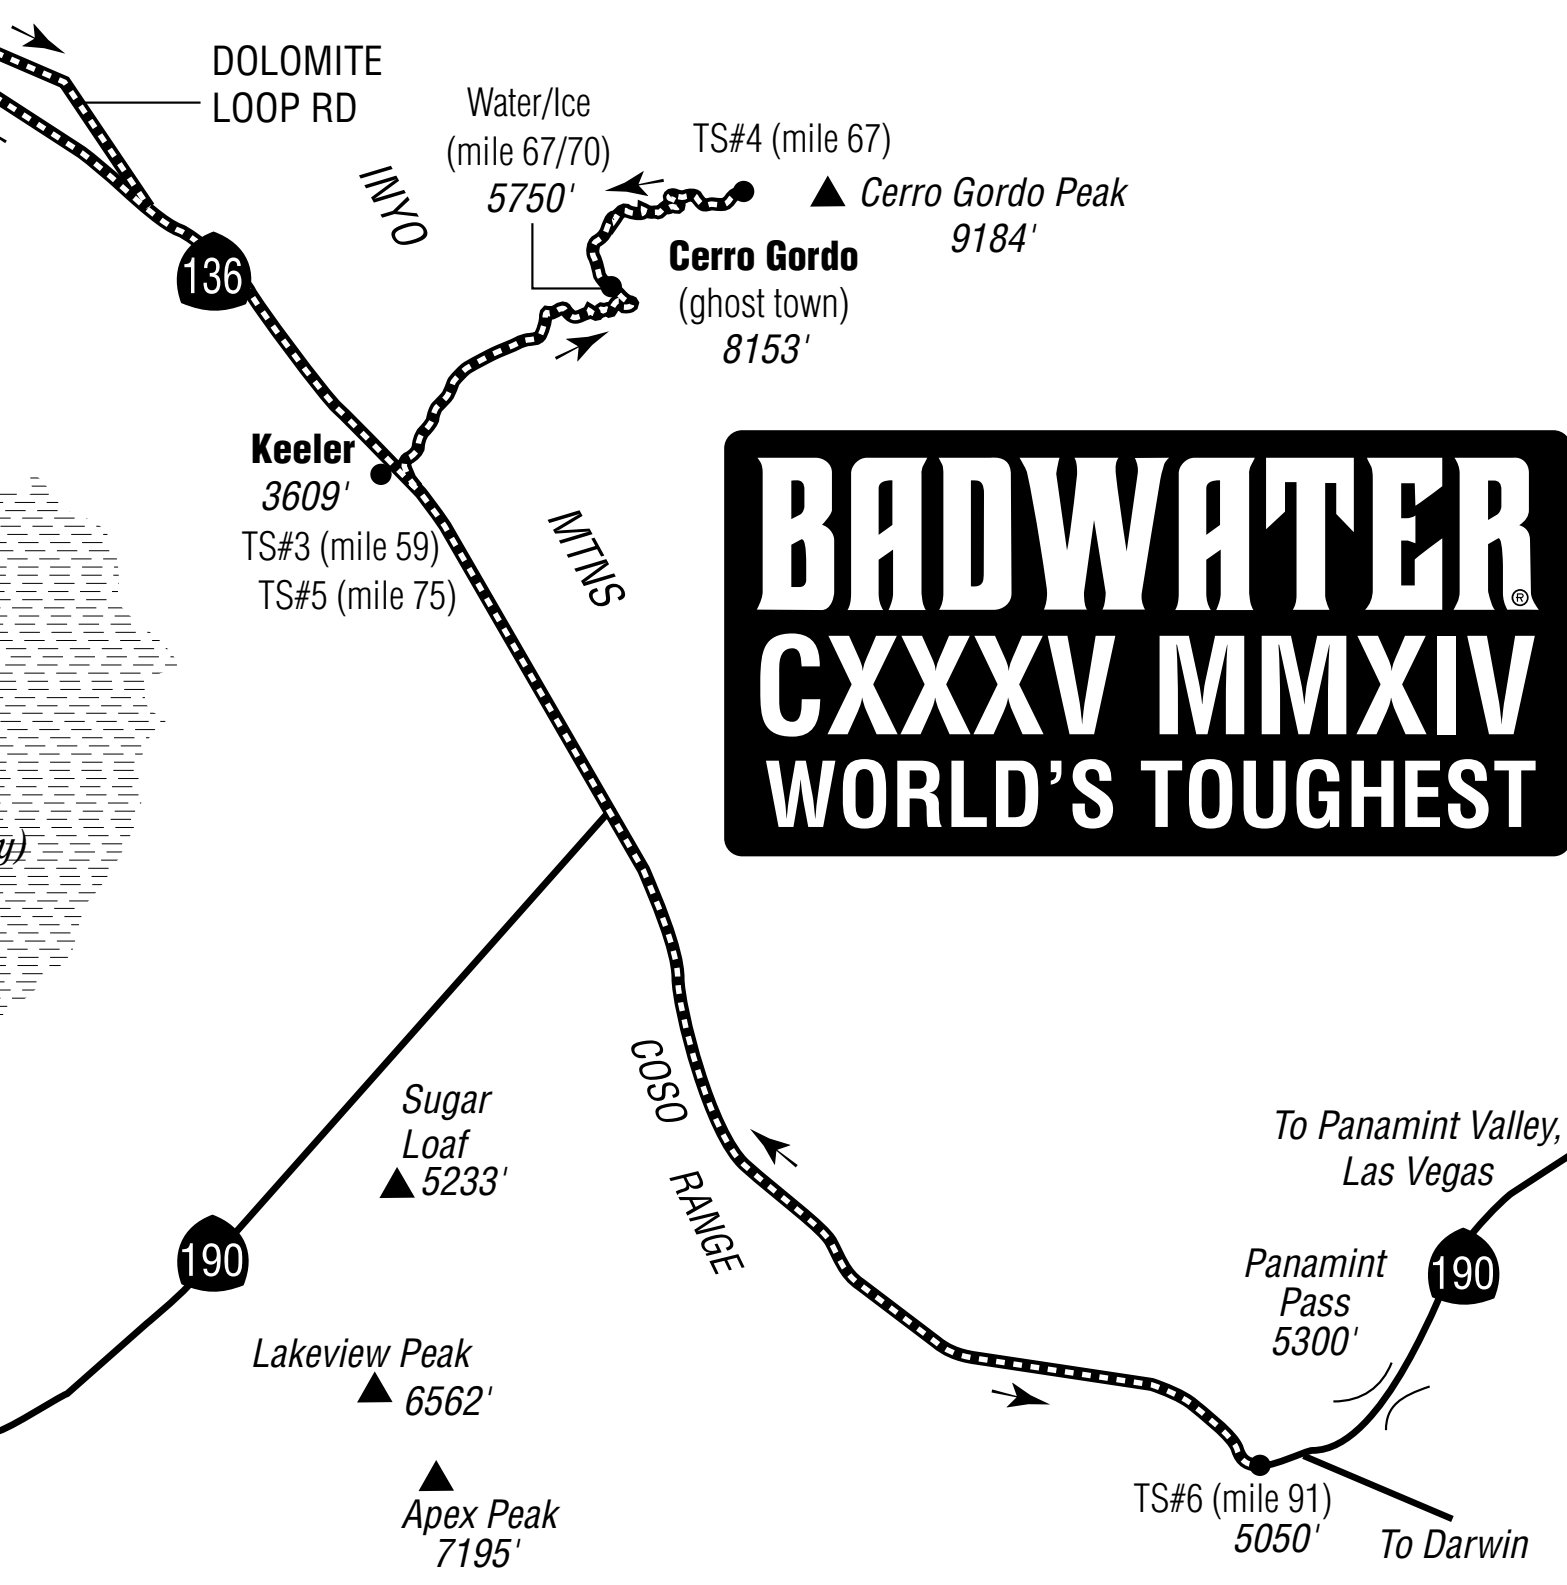 DOLOMITE
LOOP RD
Water/Ice
(mile 67/70)
5750'
TS#4 (mile 67)
Cerro Gordo Peak
9184'
INYO
136
Cerro Gordo
(ghost town)
8153'
Keeler
3609'
TS#3 (mile 59)
TS#5 (mile 75)
MTNS
BADWATER®
CXXXV MMXIV
WORLD'S TOUGHEST
COSO
RANGE
Sugar
Loaf
5233'
190
To Panamint Valley,
Las Vegas
Panamint
Pass
5300'
190
Lakeview Peak
6562'
Apex Peak
7195'
TS#6 (mile 91)
5050'
To Darwin